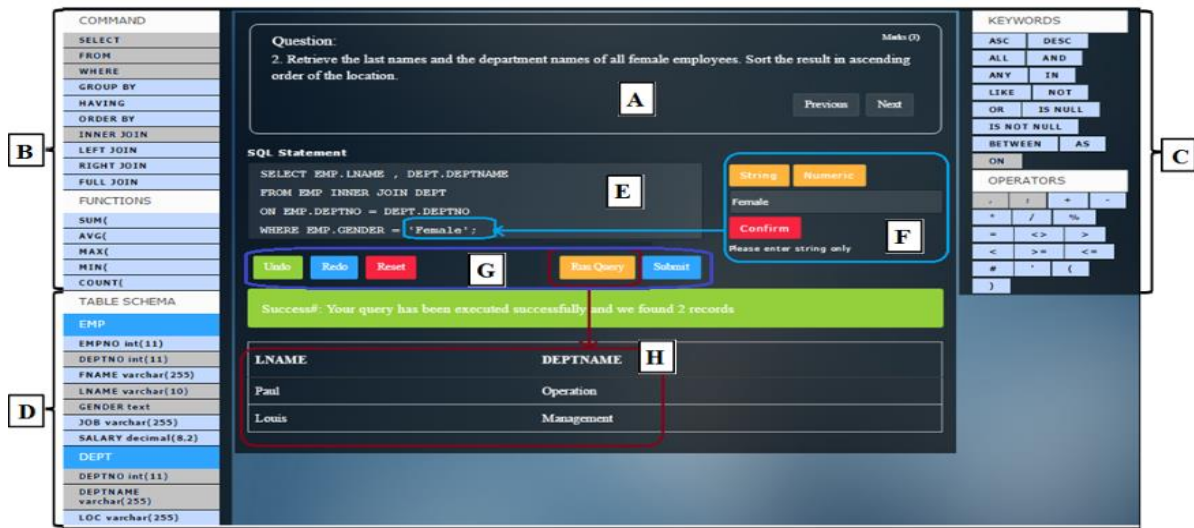 COMMAND
SELECT
FROM
WHERE
GROUP BY
HAVING
ORDER BY
INNER JOIN
LEFT JOIN
RIGHT JOIN
FULL JOIN
FUNCTIONS
SUM(
AVG(
MAX(
MIN(
COUNT(
TABLE SCHEMA
EMP
EMPNO int(11)
DEPTNO int(11)
FNAME varchar(255)
LNAME varchar(10)
GENDER text
JOB varchar(255)
SALARY decimal(8,2)
DEPT
DEPTNO int(11)
DEPTNAME
varchar(255)
LOC varchar(255)
B
D
Question: Marks (3)
2. Retrieve the last names and the department names of all female employees. Sort the result in ascending
order of the location.
A
Previous Next
SQL Statement
SELECT EMP.LNAME , DEPT.DEPTNAME
FROM EMP INNER JOIN DEPT
ON EMP.DEPTNO = DEPT.DEPTNO
WHERE EMP.GENDER = 'Female';
E
String Numeric
Female
Confirm
Please enter string only
F
Undo Redo Reset G Run Query Submit
Success#: Your query has been executed successfully and we found 2 records
LNAME DEPTNAME H
Paul Operation
Louis Management
KEYWORDS
ASC DESC
ALL AND
ANY IN
LIKE NOT
OR IS NULL
IS NOT NULL
BETWEEN AS
ON
OPERATORS
+ -
* / %
= <> >
< >= <=
# ' (
)
C